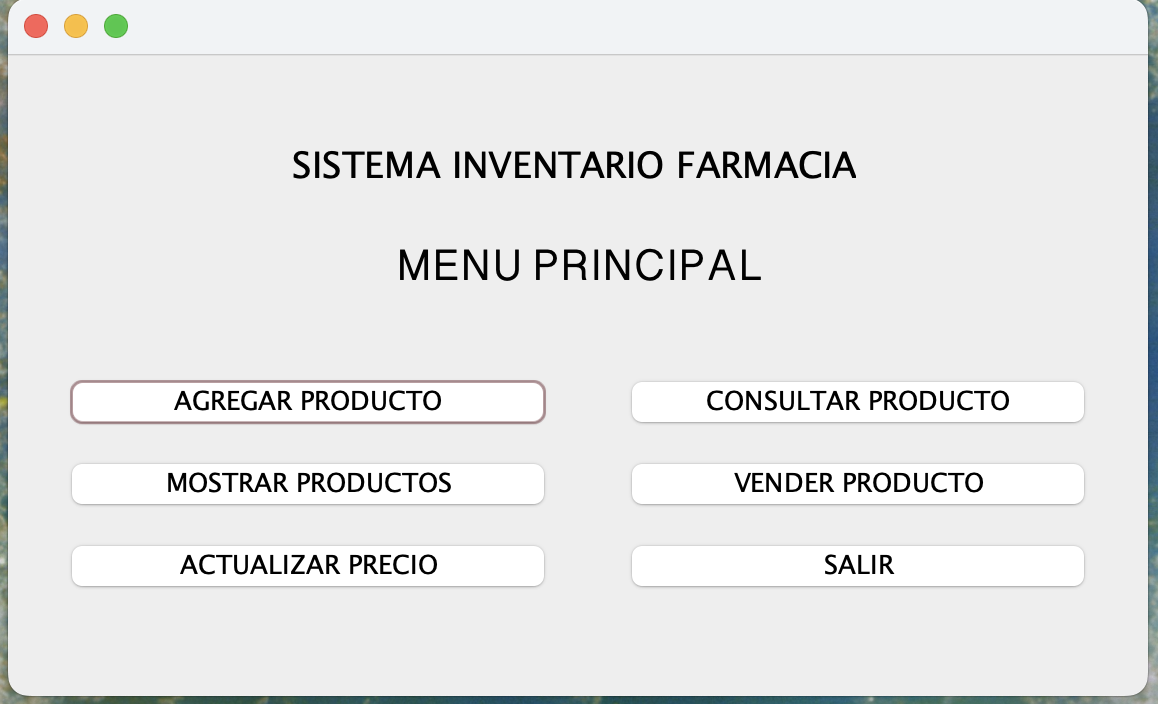 SISTEMA INVENTARIO FARMACIA
MENU PRINCIPAL
AGREGAR PRODUCTO
CONSULTAR PRODUCTO
MOSTRAR PRODUCTOS
VENDER PRODUCTO
ACTUALIZAR PRECIO
SALIR